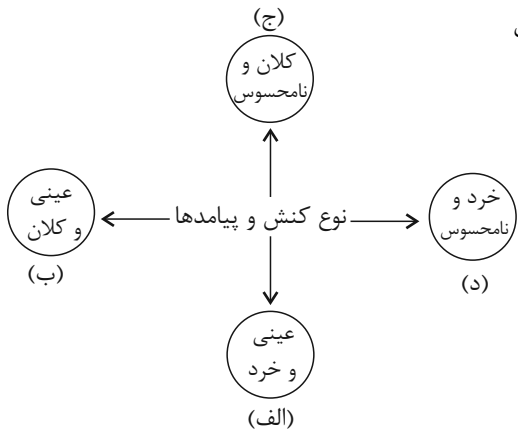 (ج)
کلان و
نامحسوس
عینی
و کلان
(ب)
نوع کنش و پیامدها
خرد و
نامحسوس
(د)
عینی
و خرد
(الف)